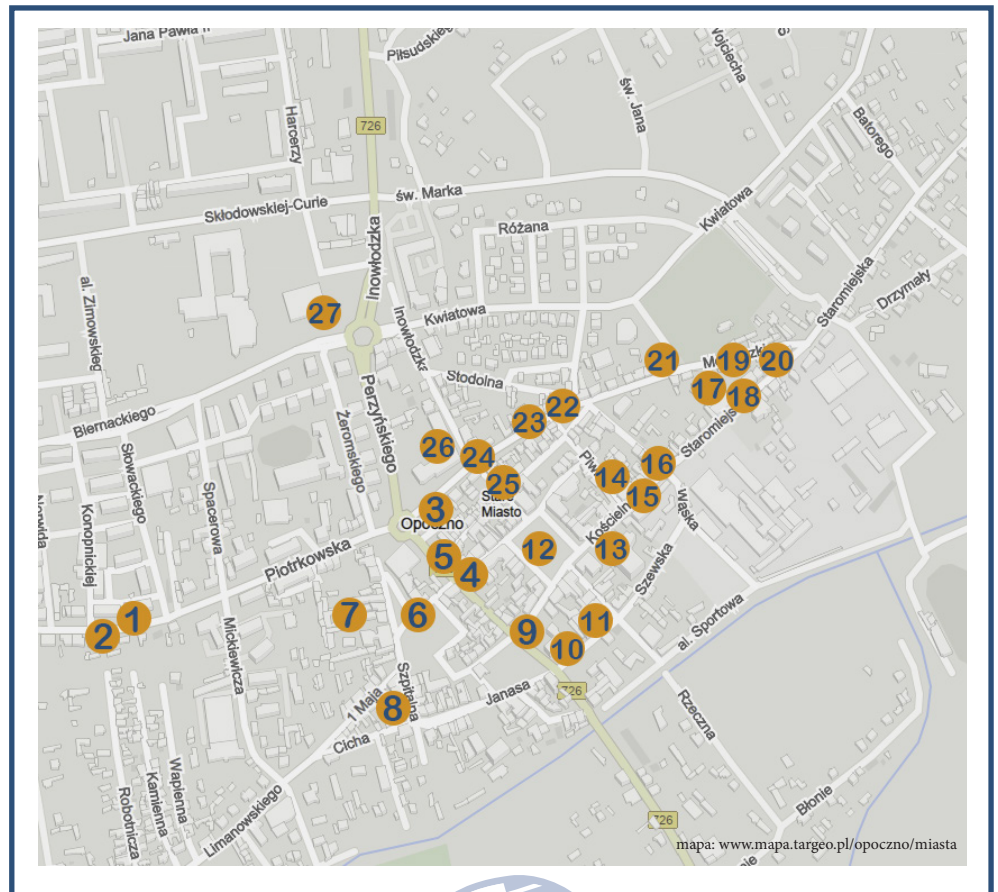 Jana Pawła II
Piłsudskiego
Wojciecha
726
Harcerzy
św. Jana
Batorego
Skłodowskiej-Curie
św. Marka
Kwiatowa
Różana
Inowłodzka
al. Zimowskieg
Staromiejska
Drzymały
27
Kwiatowa
Inowłodzka
21
19
20
Stodolna
17
18
Perzyńskiego
Biernackiego
Żeromskiego
22
23
Słowackiego
26
24
Staromiejs
16
14
25
15
Norwida
Konopnickiej
Spacerowa
3
Stare
Miasto
Wąska
Opoczno
Kościeln
Piotrkowska
5
4
12
13
Szewska
1
2
7
6
9
11
10
al. Sportowa
Mickiewicza
Szpitalna
1 Maja
8
Janasa
726
Cicha
Rzeczna
Wapienna
Kamienna
Robotnicza
Limanowskiego
Błonie
726
mapa: www.mapa.targeo.pl/opoczno/miasta